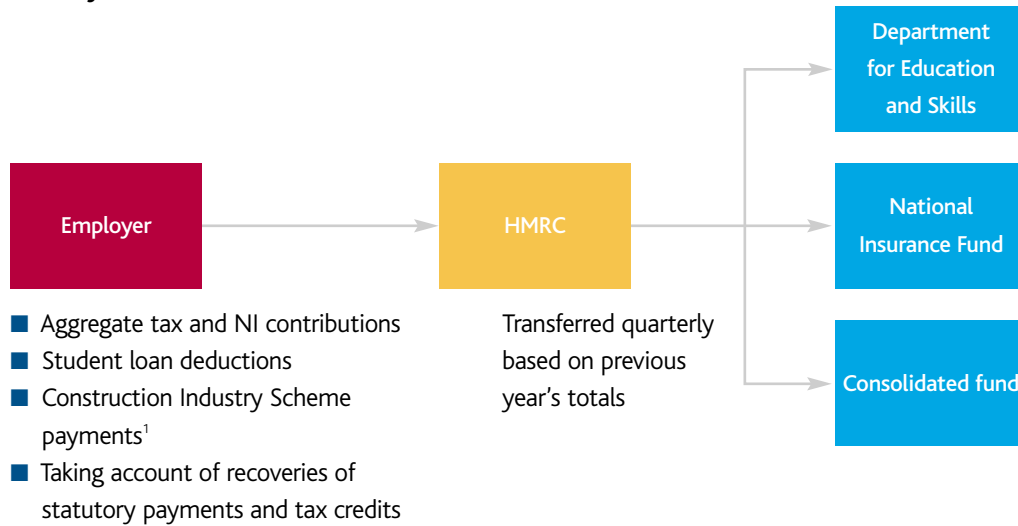 Department
for Education
and Skills
Employer
HMRC
National
Insurance Fund
■ Aggregate tax and NI contributions
■ Student loan deductions
■ Construction Industry Scheme
payments¹
■ Taking account of recoveries of
statutory payments and tax credits
Transferred quarterly
based on previous
year's totals
Consolidated fund